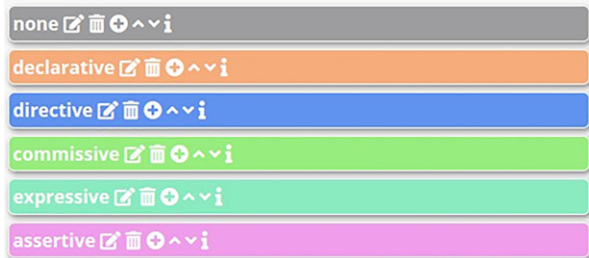 none
declarative
directive
commissive
expressive
assertive